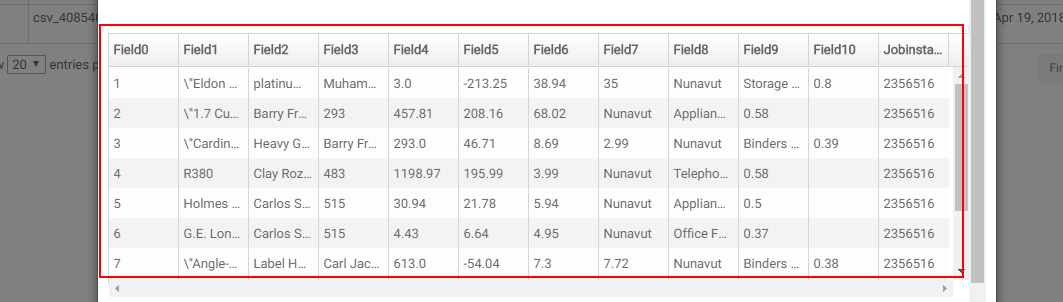 csv_40854 Apr 19, 2018
Field0 Field1 Field2 Field3 Field4 Field5 Field6 Field7 Field8 Field9 Field10 Jobinsta...
w 20 entries p Fir
1 \"Eldon ... platinu... Muham... 3.0 -213.25 38.94 35 Nunavut Storage ... 0.8 2356516
2 \"1.7 Cu... Barry Fr... 293 457.81 208.16 68.02 Nunavut Applian... 0.58 2356516
3 \"Cardin... Heavy G... Barry Fr... 293.0 46.71 8.69 2.99 Nunavut Binders ... 0.39 2356516
4 R380 Clay Roz... 483 1198.97 195.99 3.99 Nunavut Telepho... 0.58 2356516
5 Holmes ... Carlos S... 515 30.94 21.78 5.94 Nunavut Applian... 0.5 2356516
6 G.E. Lon... Carlos S... 515 4.43 6.64 4.95 Nunavut Office F... 0.37 2356516
7 \"Angle-... Label H... Carl Jac... 613.0 -54.04 7.3 7.72 Nunavut Binders ... 0.38 2356516